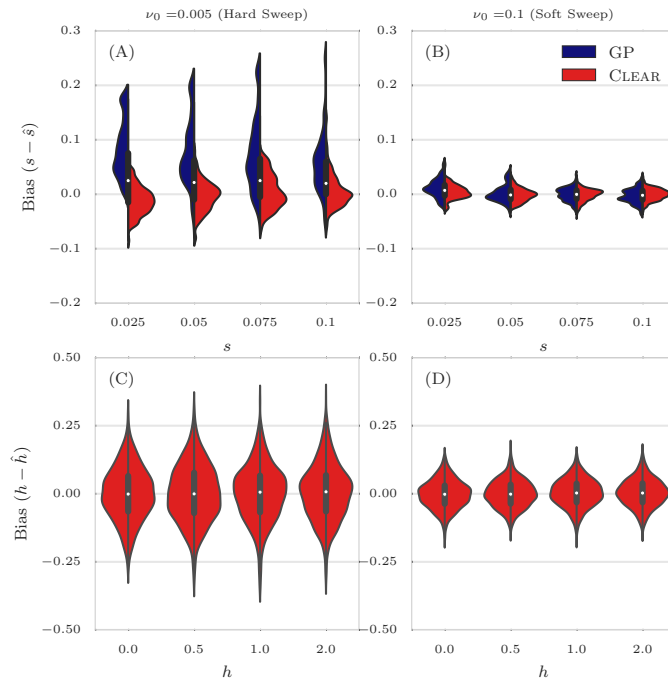 ν₀ =0.005 (Hard Sweep)
ν₀ =0.1 (Soft Sweep)
Bias (s − ŝ)
0.3
0.2
0.1
0.0
−0.1
−0.2
(A)
0.025 0.05 0.075 0.1
s
0.3
0.2
0.1
0.0
−0.1
−0.2
(B)
GP
CLEAR
0.025 0.05 0.075 0.1
s
Bias (h − ĥ)
0.50
0.25
0.00
−0.25
−0.50
(C)
0.0 0.5 1.0 2.0
h
0.50
0.25
0.00
−0.25
−0.50
(D)
0.0 0.5 1.0 2.0
h